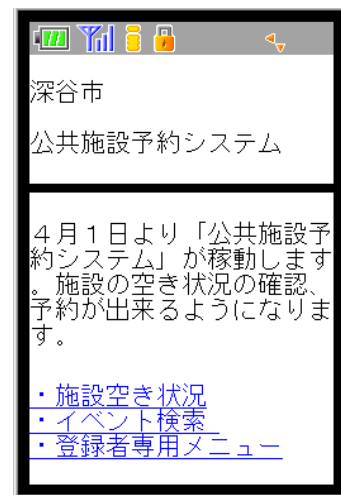 深谷市
公共施設予約システム
４月１日より「公共施設予
約システム」が稼動します
。施設の空き状況の確認、
予約が出来るようになりま
す。
・施設空き状況
・イベント検索
・登録者専用メニュー